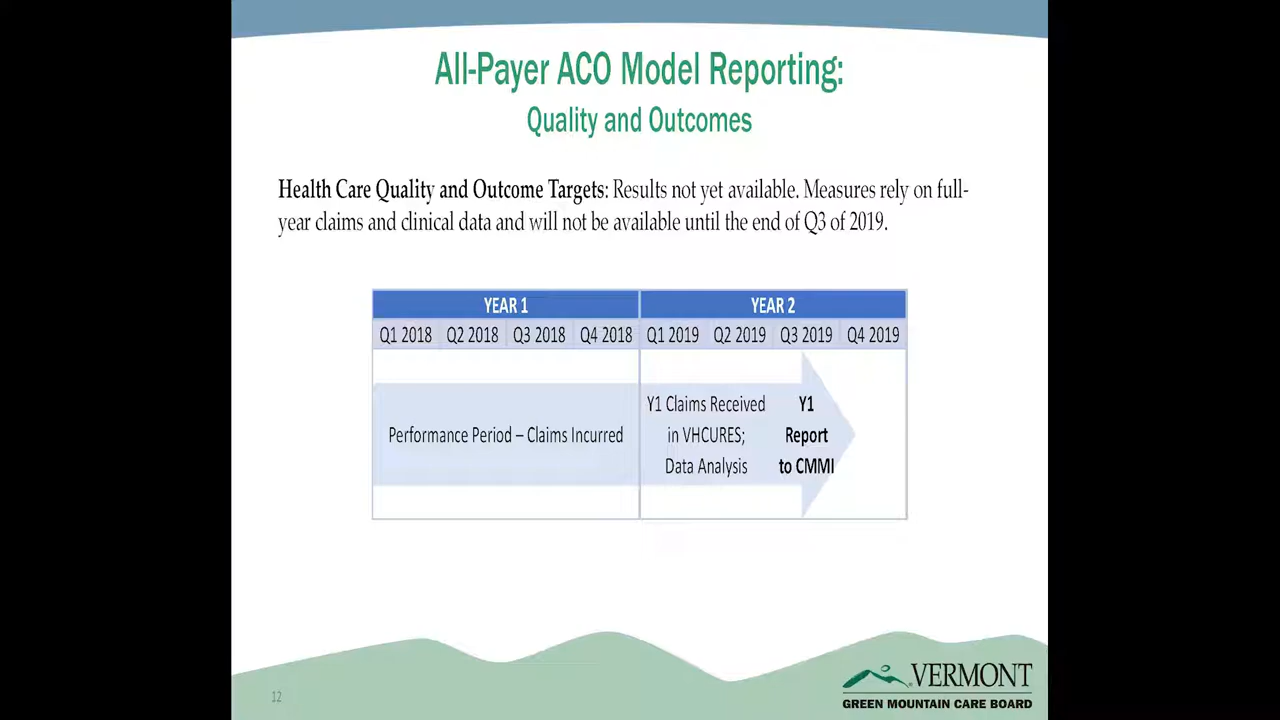 All-Payer ACO Model Reporting:
Quality and Outcomes
Health Care Quality and Outcome Targets: Results not yet available. Measures rely on full-
year claims and clinical data and will not be available until the end of Q3 of 2019.
YEAR 1 YEAR 2
Q1 2018 Q2 2018 Q3 2018 Q4 2018 Q1 2019 Q2 2019 Q3 2019 Q4 2019
Performance Period – Claims Incurred
Y1 Claims Received
in VHCURES;
Data Analysis
Y1
Report
to CMMI
12
VERMONT
GREEN MOUNTAIN CARE BOARD